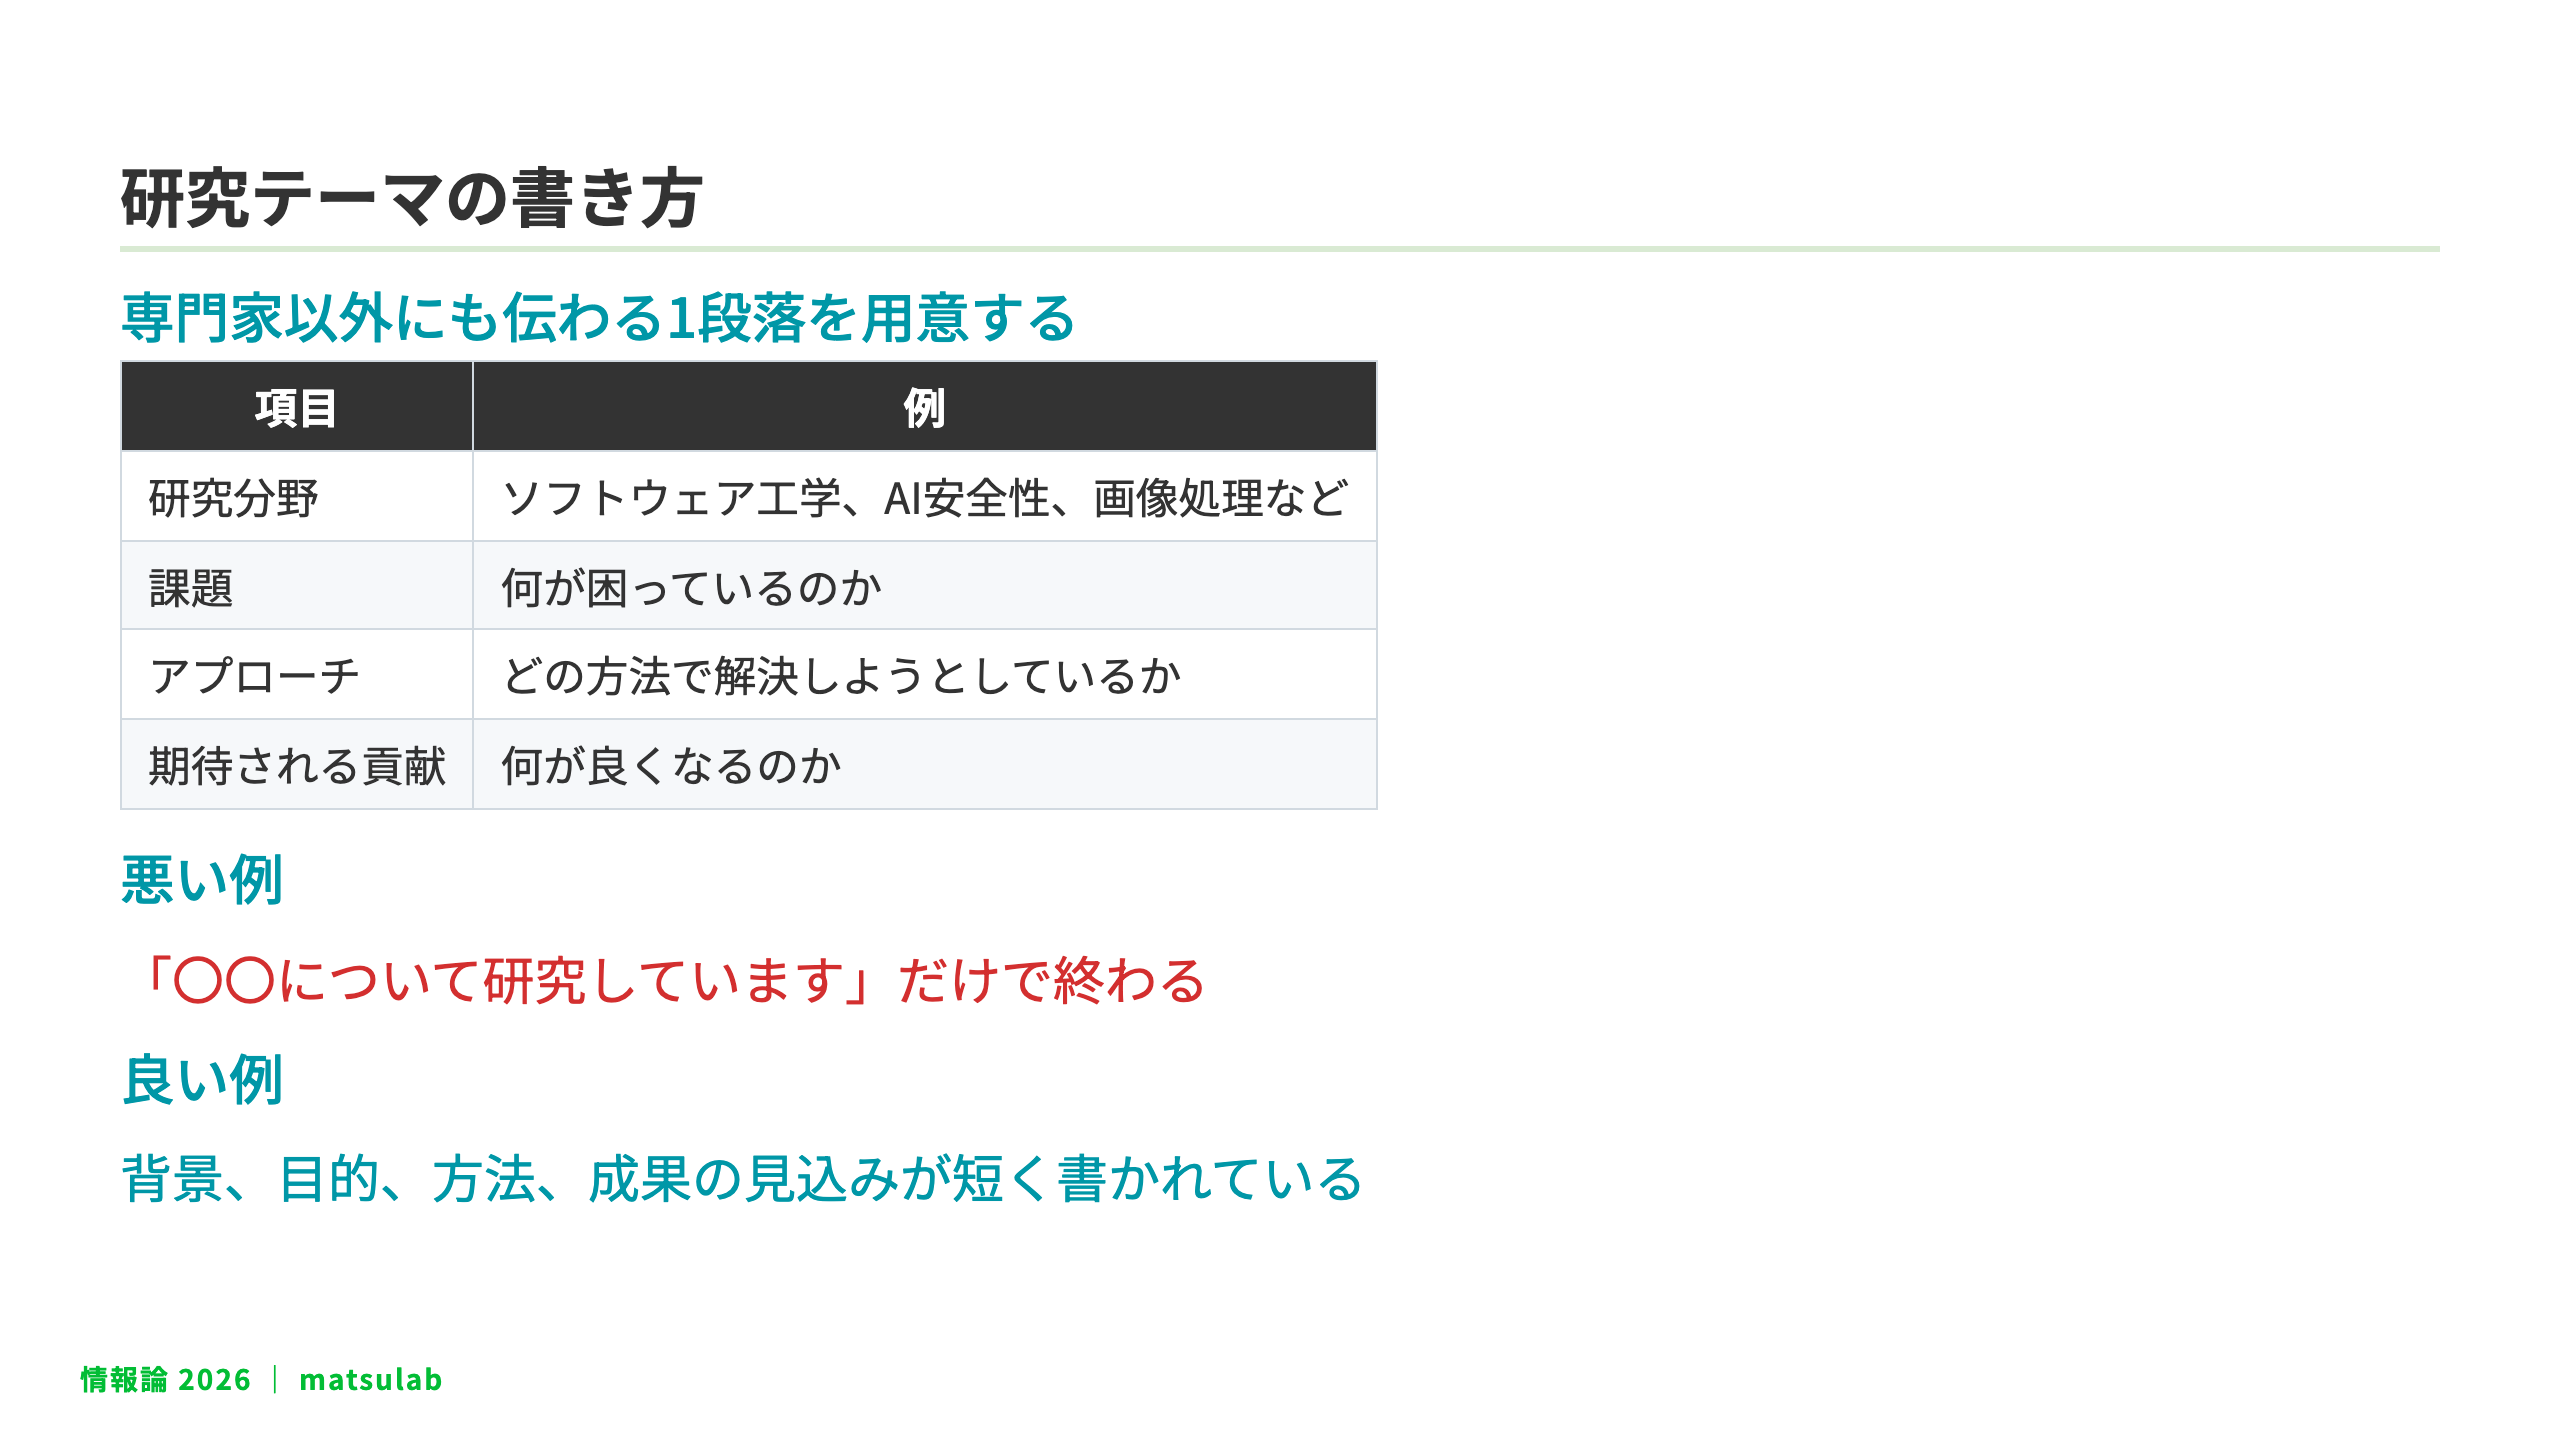 研究テーマの書き方
専門家以外にも伝わる1段落を用意する
項目 例
研究分野 ソフトウェア工学、AI安全性、画像処理など
課題 何が困っているのか
アプローチ どの方法で解決しようとしているか
期待される貢献 何が良くなるのか
悪い例
「〇〇について研究しています」だけで終わる
良い例
背景、目的、方法、成果の見込みが短く書かれている
情報論 2026 | matsulab